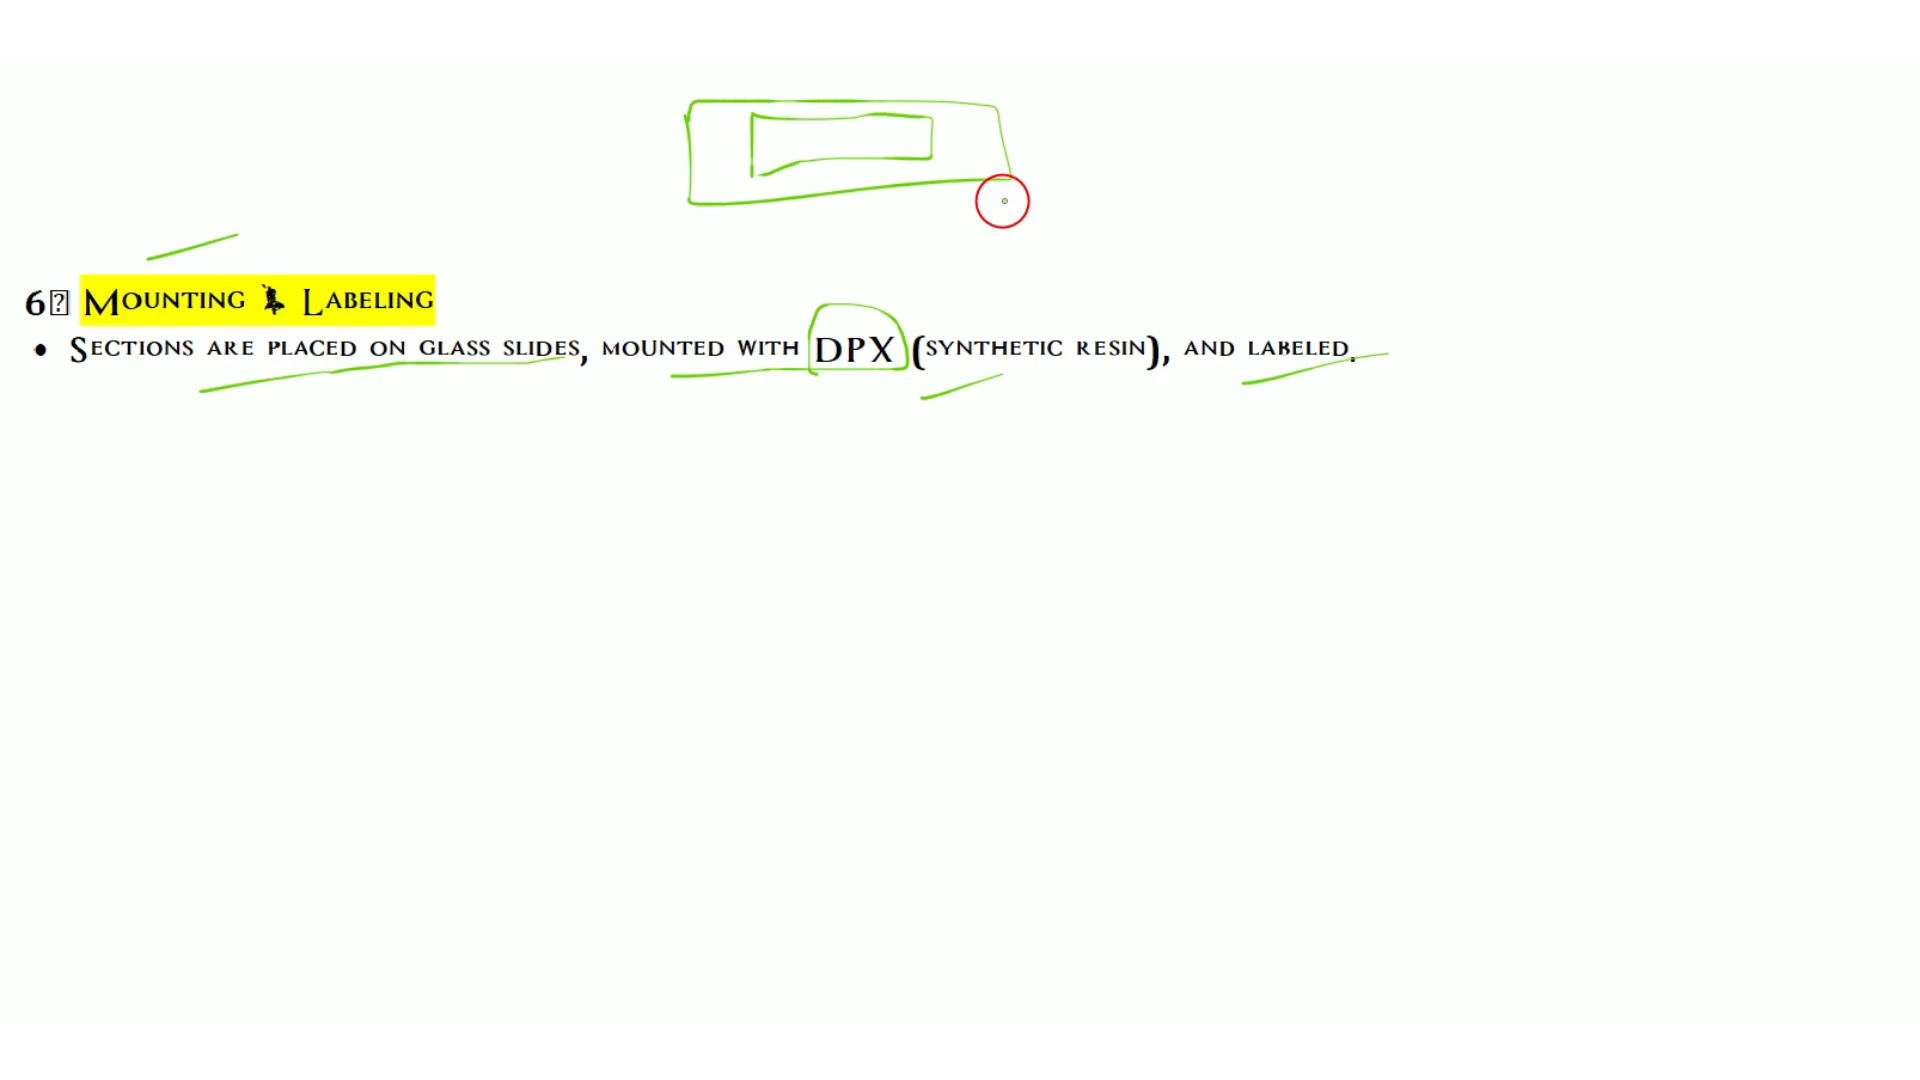 6 Mounting & Labeling
• Sections are placed on glass slides, mounted with DPX (synthetic resin), and labeled.